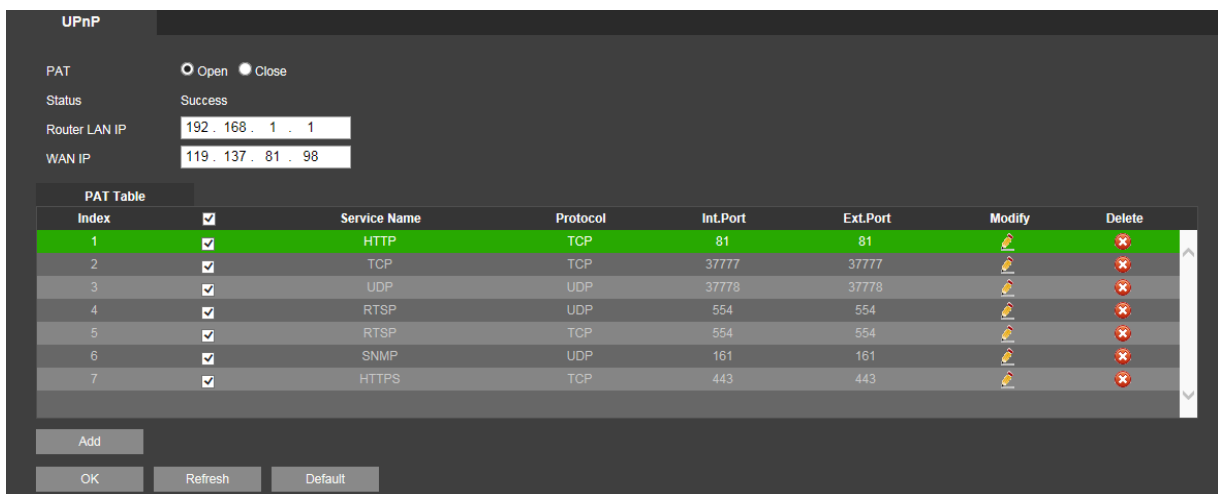 UPnP
PAT Open Close
Status Success
Router LAN IP 192 . 168 . 1 . 1
WAN IP 119 . 137 . 81 . 98
PAT Table
Index Service Name Protocol Int.Port Ext.Port Modify Delete
1 HTTP TCP 81 81
2 TCP TCP 37777 37777
3 UDP UDP 37778 37778
4 RTSP UDP 554 554
5 RTSP TCP 554 554
6 SNMP UDP 161 161
7 HTTPS TCP 443 443
Add
OK Refresh Default